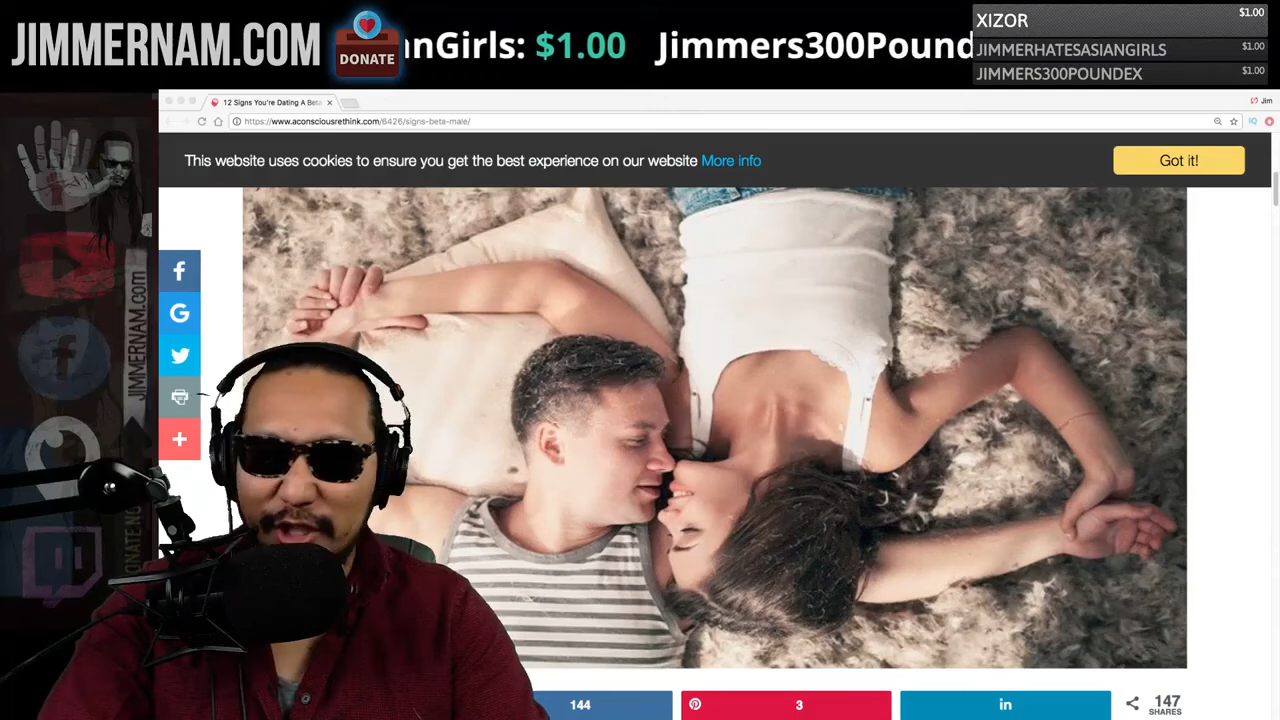 JIMMERNAM.COM
DONATE
nGirls: $1.00 Jimmers300Pound
XIZOR $1.00
JIMMERHATESASIANGIRLS $1.00
JIMMERS300POUNDEX $1.00
12 Signs You're Dating A Beta
Jim
https://www.aconsciousrethink.com/6426/signs-beta-male/
This website uses cookies to ensure you get the best experience on our website More info
Got it!
JIMMERNAM.com
144
3
147
SHARES